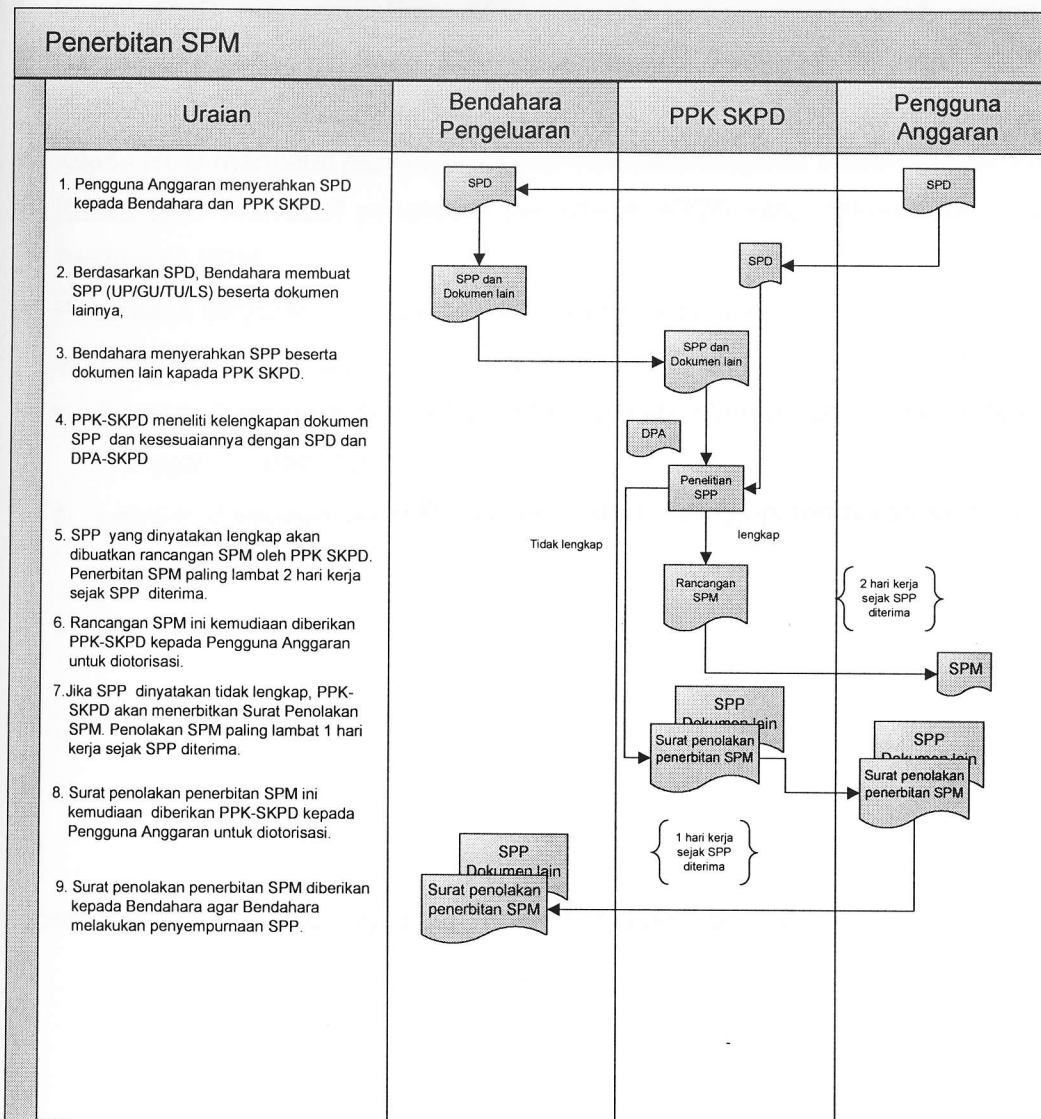 Penerbitan SPM
Uraian
Bendahara
Pengeluaran
PPK SKPD
Pengguna
Anggaran
1. Pengguna Anggaran menyerahkan SPD
kepada Bendahara dan PPK SKPD.
2. Berdasarkan SPD, Bendahara membuat
SPP (UP/GU/TU/LS) beserta dokumen
lainnya,
3. Bendahara menyerahkan SPP beserta
dokumen lain kapada PPK SKPD.
4. PPK-SKPD meneliti kelengkapan dokumen
SPP dan kesesuaiannya dengan SPD dan
DPA-SKPD
5. SPP yang dinyatakan lengkap akan
dibuatkan rancangan SPM oleh PPK SKPD.
Penerbitan SPM paling lambat 2 hari kerja
sejak SPP diterima.
6. Rancangan SPM ini kemudiaan diberikan
PPK-SKPD kepada Pengguna Anggaran
untuk diotorisasi.
7.Jika SPP dinyatakan tidak lengkap, PPK-
SKPD akan menerbitkan Surat Penolakan
SPM. Penolakan SPM paling lambat 1 hari
kerja sejak SPP diterima.
8. Surat penolakan penerbitan SPM ini
kemudiaan diberikan PPK-SKPD kepada
Pengguna Anggaran untuk diotorisasi.
9. Surat penolakan penerbitan SPM diberikan
kepada Bendahara agar Bendahara
melakukan penyempurnaan SPP.
SPD
SPD
SPD
SPP dan
Dokumen lain
SPP dan
Dokumen lain
DPA
Penelitian
SPP
Tidak lengkap
lengkap
Rancangan
SPM
2 hari kerja
sejak SPP
diterima
SPM
SPP
Dokumen lain
Surat penolakan
penerbitan SPM
SPP
Dokumen lain
Surat penolakan
penerbitan SPM
1 hari kerja
sejak SPP
diterima
SPP
Dokumen lain
Surat penolakan
penerbitan SPM